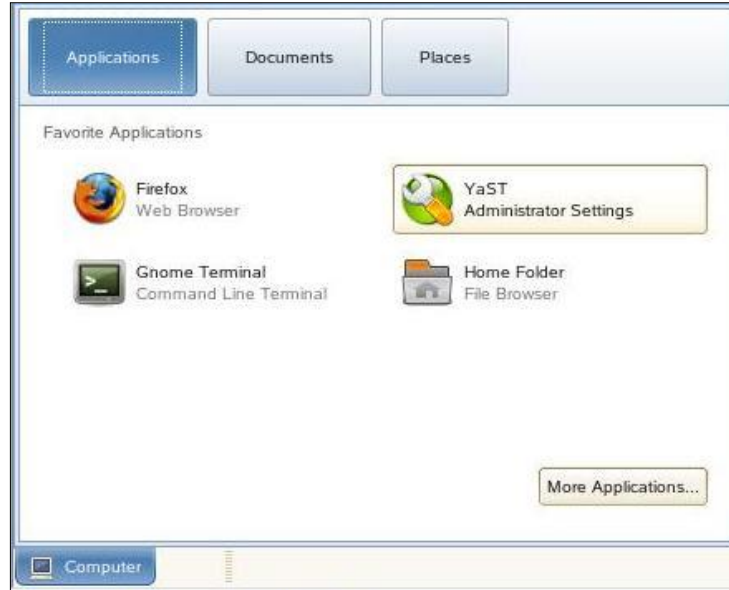 Applications
Documents
Places
Favorite Applications
Firefox
Web Browser
YaST
Administrator Settings
Gnome Terminal
Command Line Terminal
Home Folder
File Browser
More Applications...
Computer